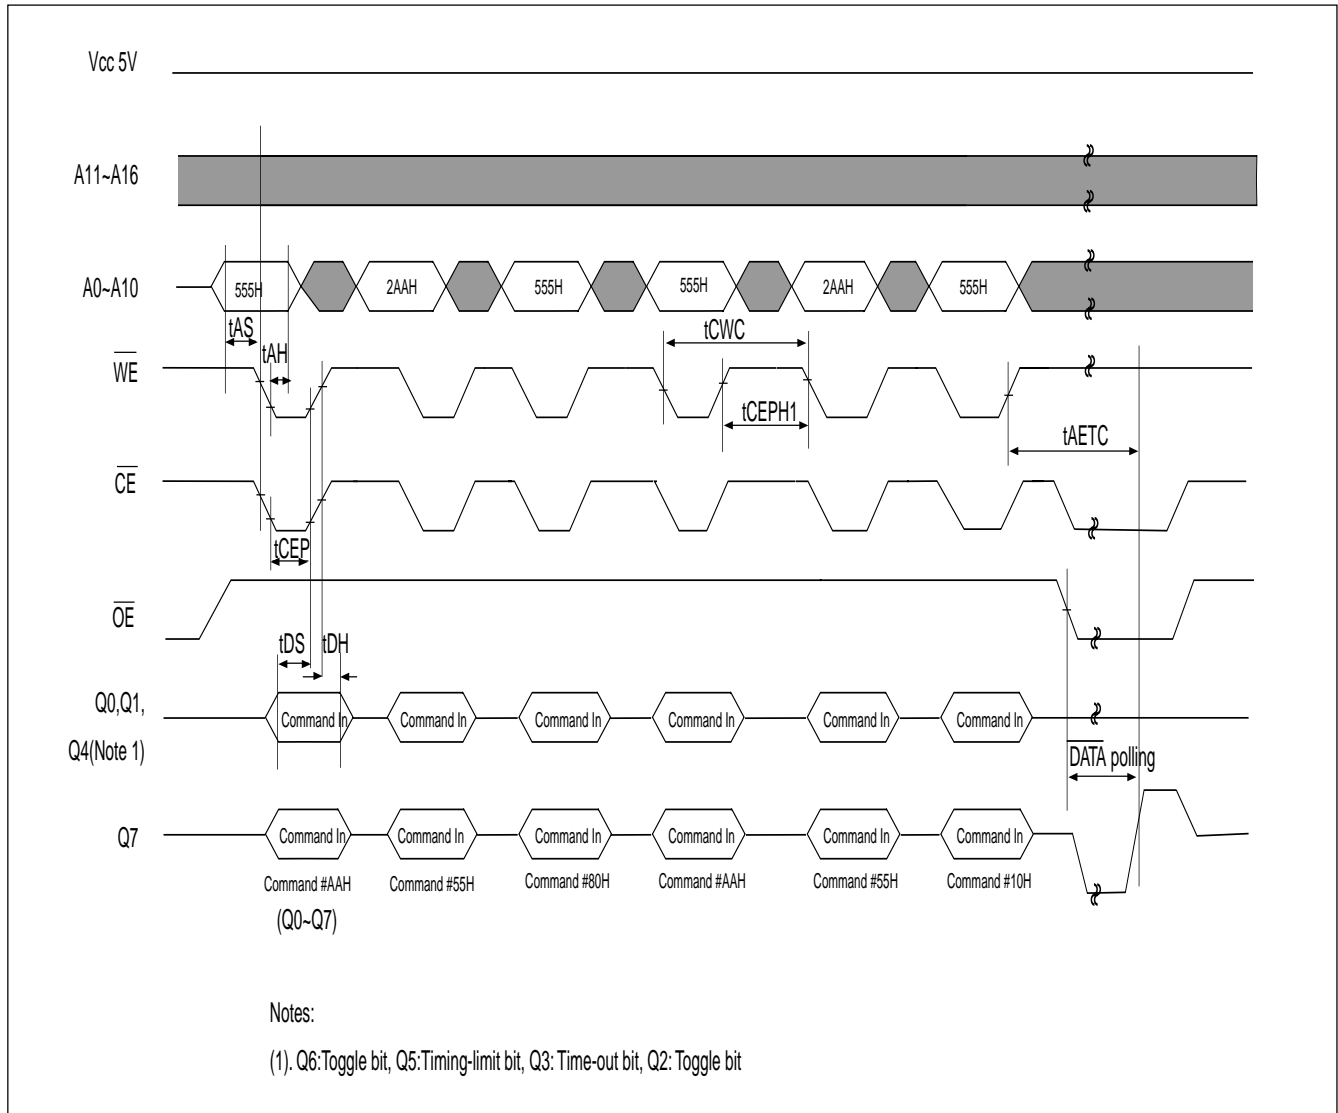 Vcc 5V
A11~A16
A0~A10
555H
2AAH
555H
555H
2AAH
555H
tAS
tCWC
tAH
WE
tCEPH1
tAETC
CE
tCEP
OE
tDS
tDH
Q0,Q1,
Q4(Note 1)
Command In
Command In
Command In
Command In
Command In
Command In
DATA polling
Q7
Command In
Command In
Command In
Command In
Command In
Command In
Command #AAH
Command #55H
Command #80H
Command #AAH
Command #55H
Command #10H
(Q0~Q7)
Notes:
(1). Q6:Toggle bit, Q5:Timing-limit bit, Q3: Time-out bit, Q2: Toggle bit